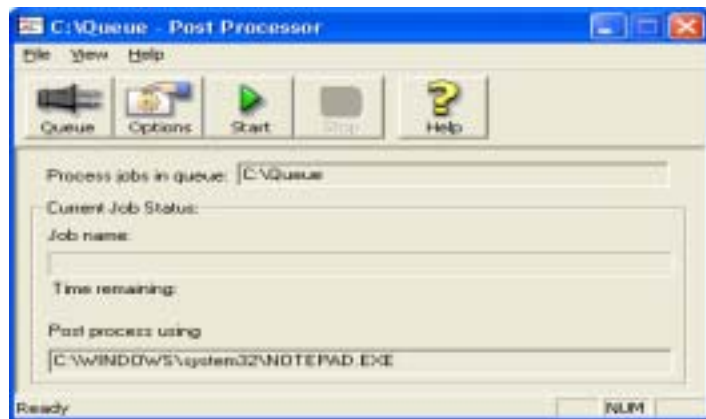 C:\Queue - Post Processor
File View Help
Queue Options Start Stop Help
Process jobs in queue: C:\Queue
Current Job Status:
Job name:
Time remaining:
Post process using
C:\WINDOWS\system32\NOTEPAD.EXE
Ready NUM